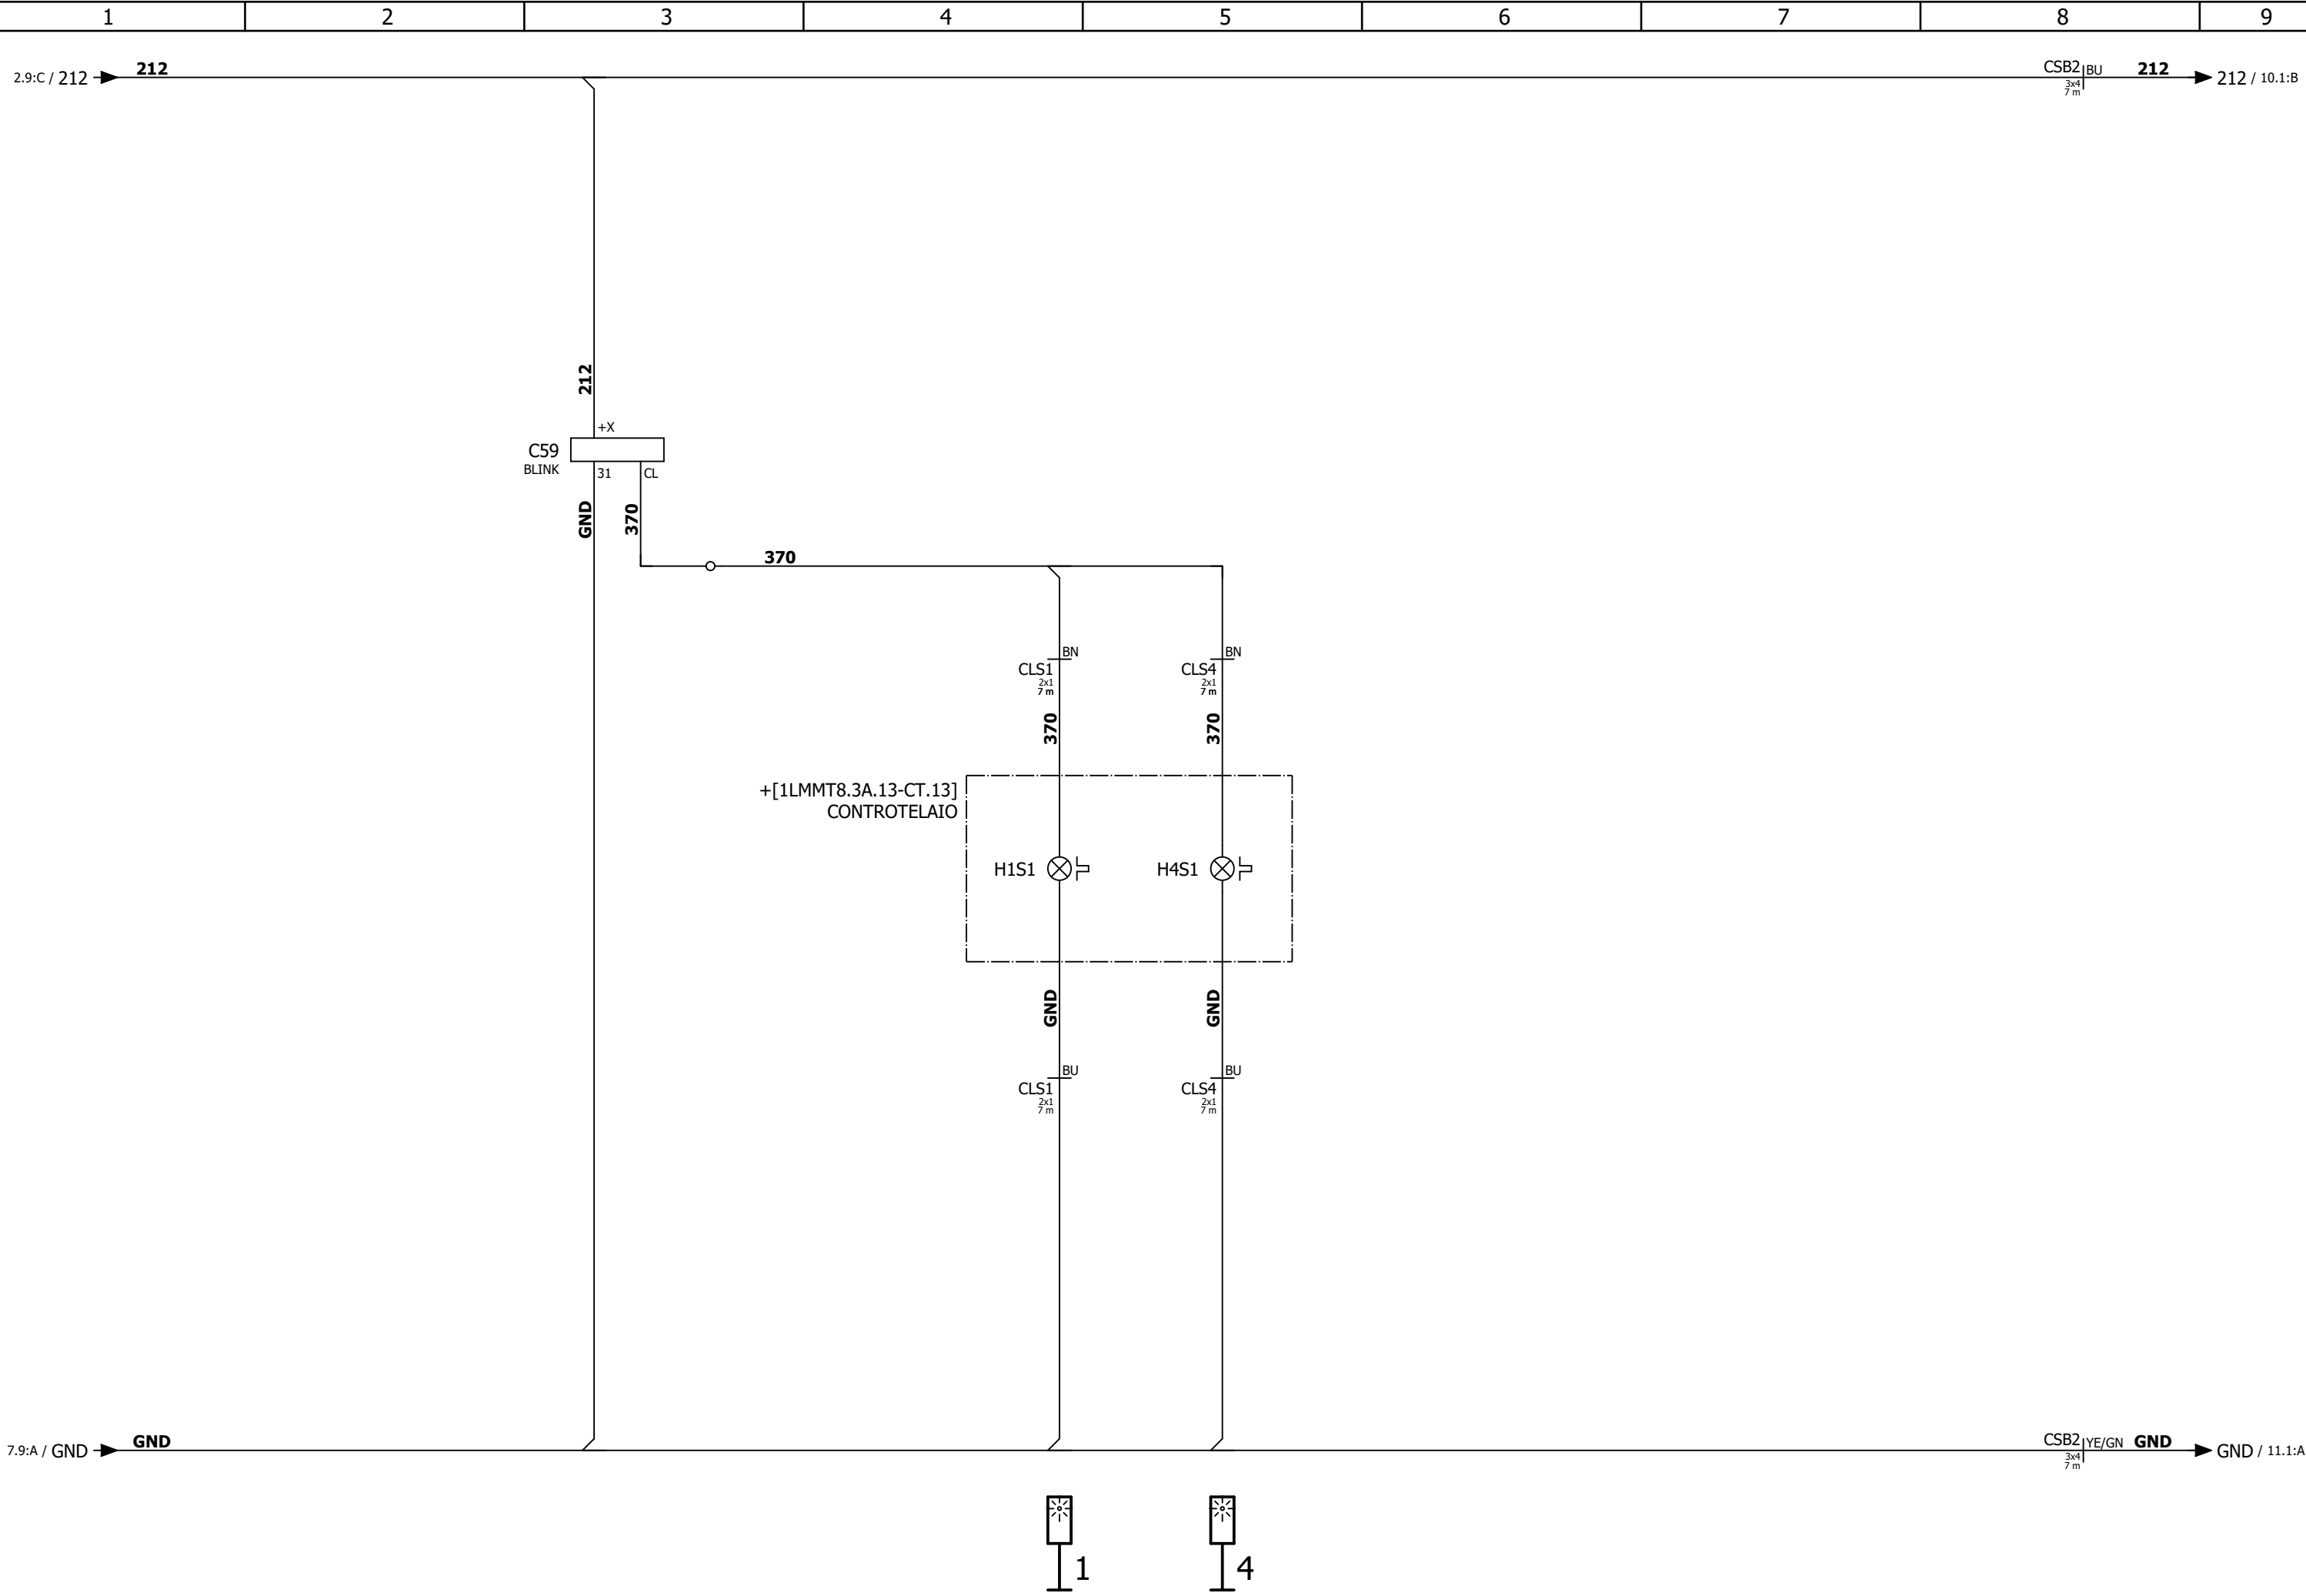 1 2 3 4 5 6 7 8 9
2.9:C / 212 212 CSB2 BU 212 212 / 10.1:B
3x4
7 m
212
+X
C59
BLINK
31 CL
GND 370
370
BN BN
CLS1 CLS4
2x1 2x1
7 m 7 m
370 370
+[1LMMT8.3A.13-CT.13]
CONTROTELAIO
H1S1 H4S1
GND GND
BU BU
CLS1 CLS4
2x1 2x1
7 m 7 m
7.9:A / GND GND CSB2 YE/GN GND GND / 11.1:A
3x4
7 m
1 4